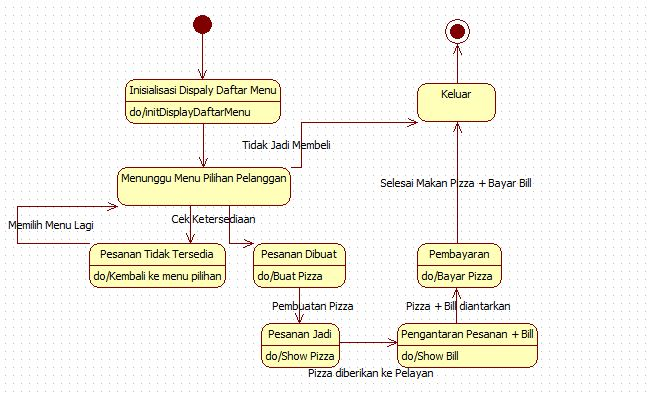 Inisialisasi Dispaly Daftar Menu
do/initDisplayDaftarMenu
Keluar
Tidak Jadi Membeli
Menunggu Menu Pilihan Pelanggan
Selesai Makan Pizza + Bayar Bill
Memilih Menu Lagi
Cek Ketersediaan
Pesanan Tidak Tersedia
do/Kembali ke menu pilihan
Pesanan Dibuat
do/Buat Pizza
Pembayaran
do/Bayar Pizza
Pembuatan Pizza
Pizza + Bill diantarkan
Pesanan Jadi
do/Show Pizza
Pengantaran Pesanan + Bill
do/Show Bill
Pizza diberikan ke Pelayan